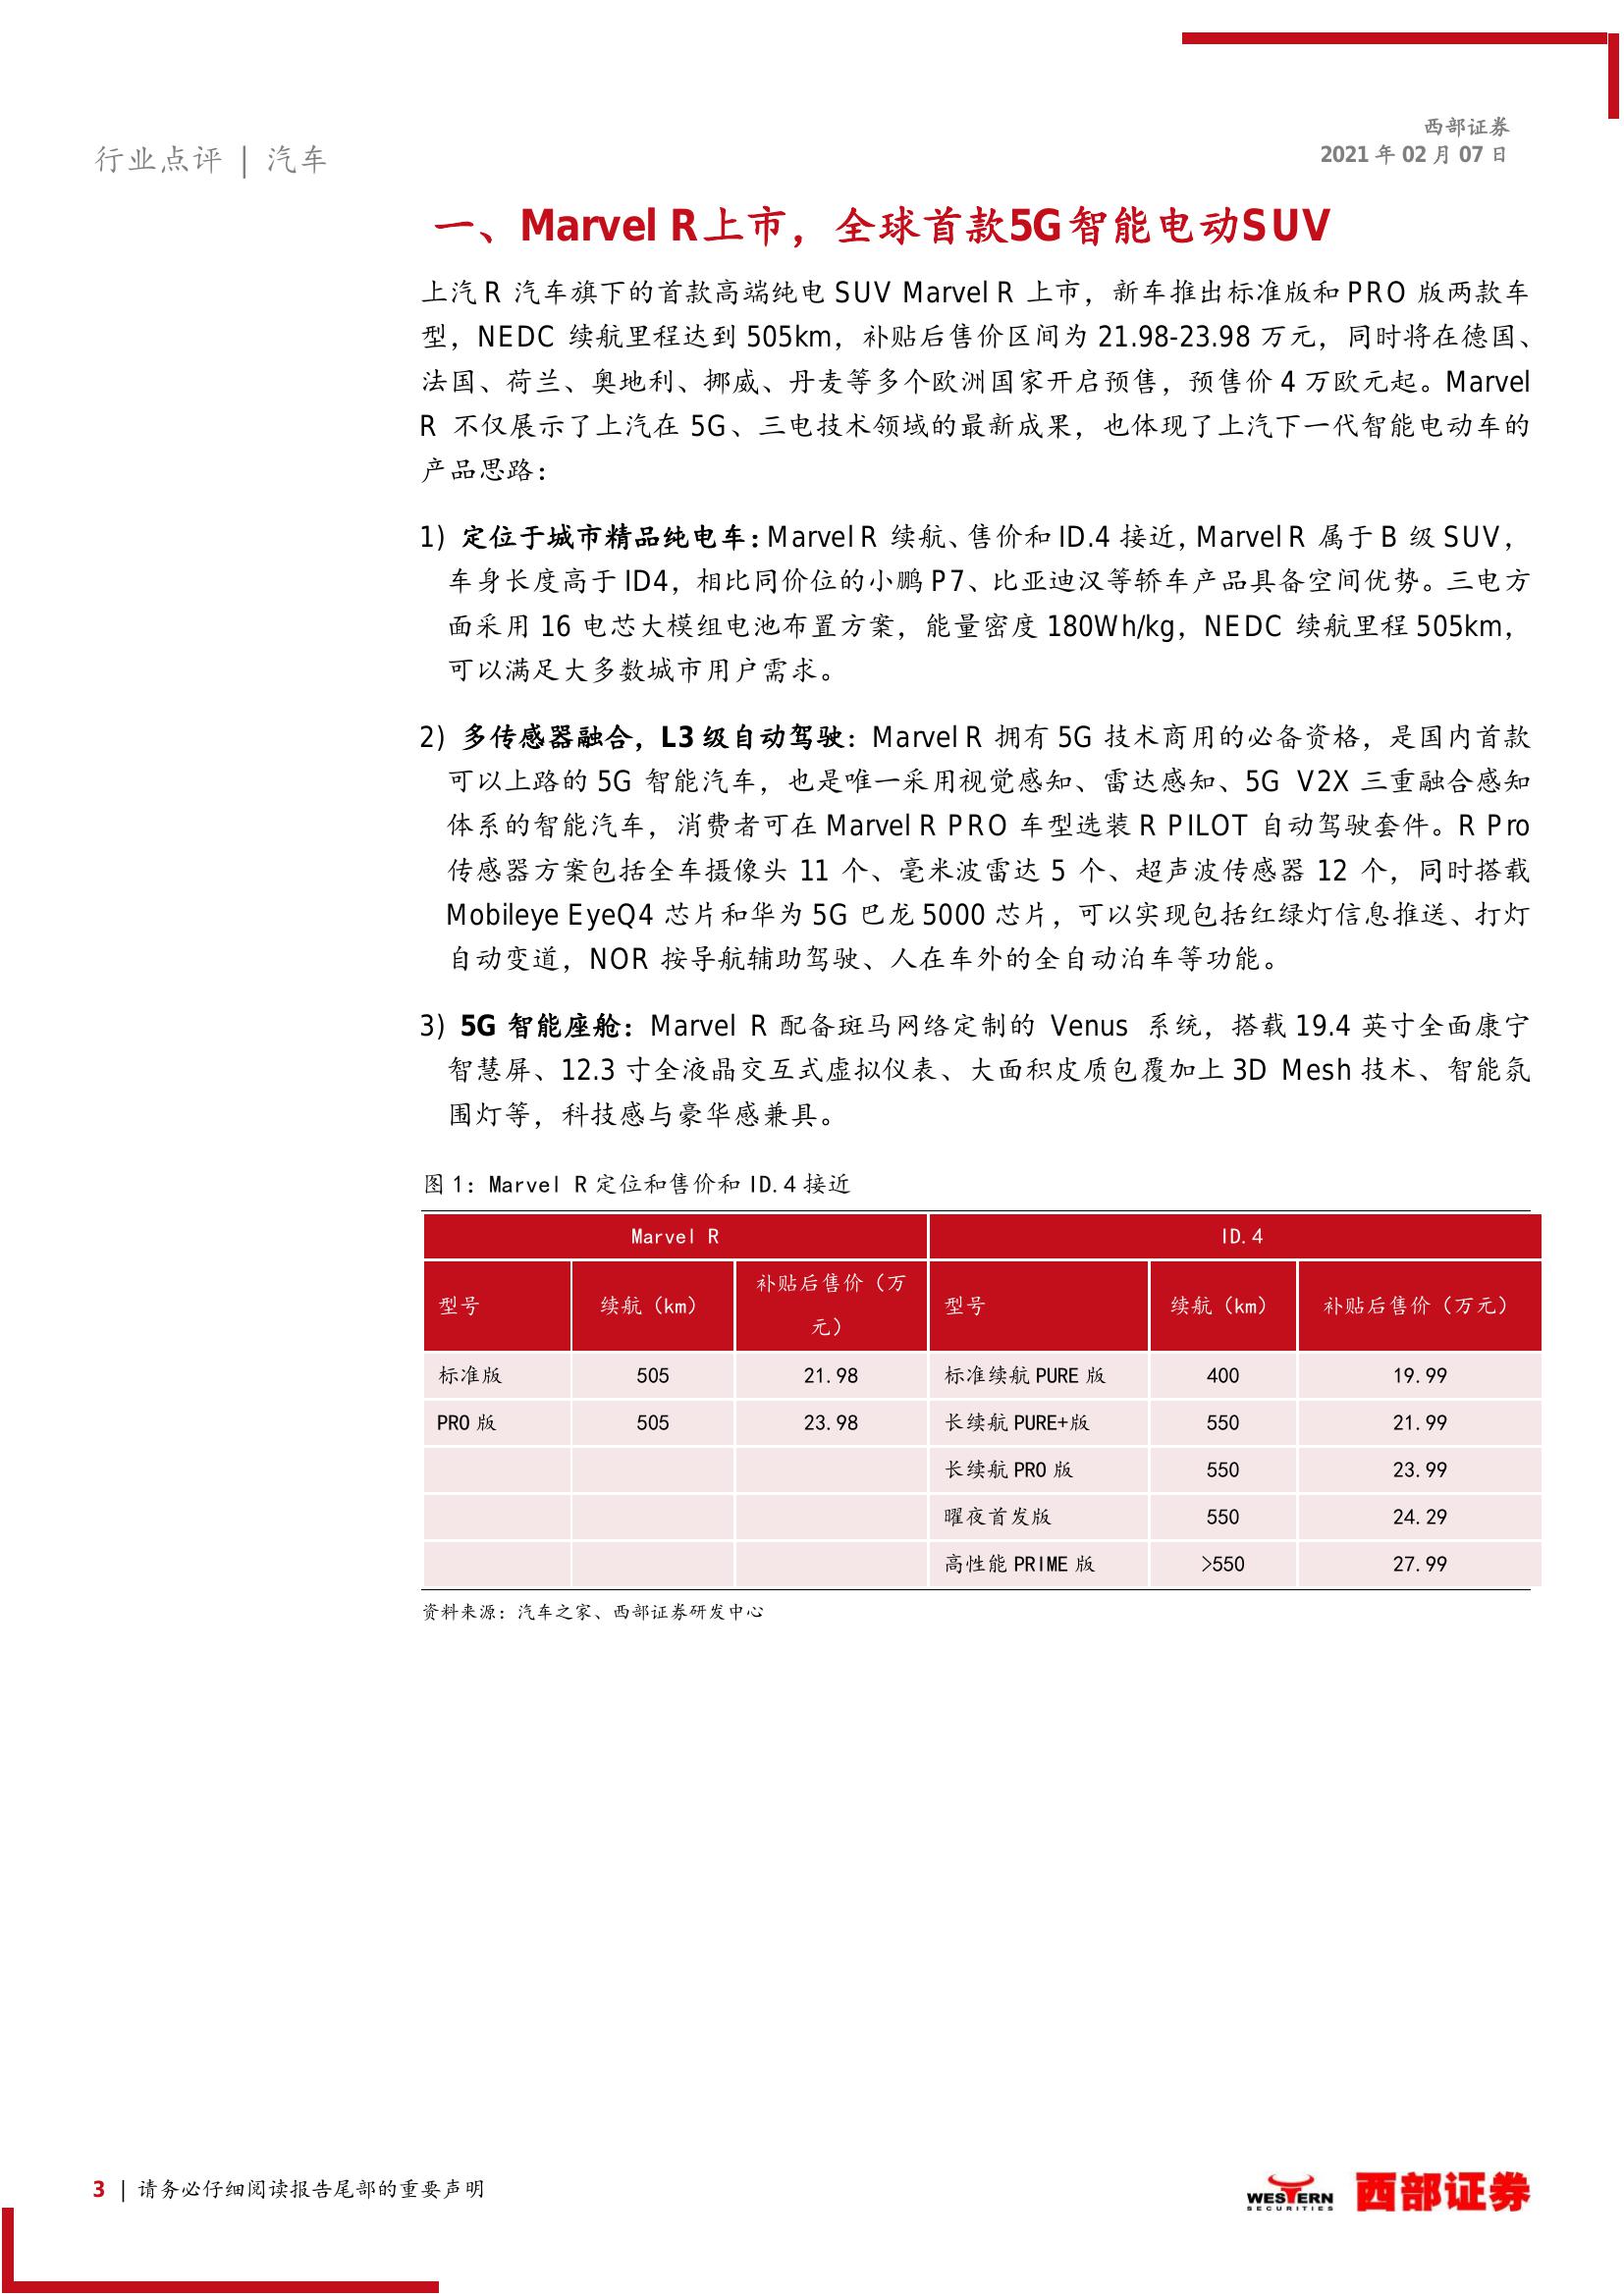 西部证券
2021 年 02 月 07 日
行业点评 | 汽车
一、Marvel R上市，全球首款5G智能电动SUV
上汽 R 汽车旗下的首款高端纯电 SUV Marvel R 上市，新车推出标准版和 PRO 版两款车
型，NEDC 续航里程达到 505km，补贴后售价区间为 21.98-23.98 万元，同时将在德国、
法国、荷兰、奥地利、挪威、丹麦等多个欧洲国家开启预售，预售价 4 万欧元起。Marvel
R 不仅展示了上汽在 5G、三电技术领域的最新成果，也体现了上汽下一代智能电动车的
产品思路：
1) 定位于城市精品纯电车：Marvel R 续航、售价和 ID.4 接近，Marvel R 属于 B 级 SUV，
车身长度高于 ID4，相比同价位的小鹏 P7、比亚迪汉等轿车产品具备空间优势。三电方
面采用 16 电芯大模组电池布置方案，能量密度 180Wh/kg，NEDC 续航里程 505km，
可以满足大多数城市用户需求。
2) 多传感器融合，L3 级自动驾驶：Marvel R 拥有 5G 技术商用的必备资格，是国内首款
可以上路的 5G 智能汽车，也是唯一采用视觉感知、雷达感知、5G V2X 三重融合感知
体系的智能汽车，消费者可在 Marvel R PRO 车型选装 R PILOT 自动驾驶套件。R Pro
传感器方案包括全车摄像头 11 个、毫米波雷达 5 个、超声波传感器 12 个，同时搭载
Mobileye EyeQ4 芯片和华为 5G 巴龙 5000 芯片，可以实现包括红绿灯信息推送、打灯
自动变道，NOR 按导航辅助驾驶、人在车外的全自动泊车等功能。
3) 5G 智能座舱：Marvel R 配备斑马网络定制的 Venus 系统，搭载 19.4 英寸全面康宁
智慧屏、12.3 寸全液晶交互式虚拟仪表、大面积皮质包覆加上 3D Mesh 技术、智能氛
围灯等，科技感与豪华感兼具。
图 1：Marvel R 定位和售价和 ID.4 接近
Marvel R ID.4
型号 续航（km） 补贴后售价（万元） 型号 续航（km） 补贴后售价（万元）
标准版 505 21.98 标准续航 PURE 版 400 19.99
PRO 版 505 23.98 长续航 PURE+版 550 21.99
长续航 PRO 版 550 23.99
曜夜首发版 550 24.29
高性能 PRIME 版 >550 27.99
资料来源：汽车之家、西部证券研发中心
3 | 请务必仔细阅读报告尾部的重要声明
WESTERN
SECURITIES
西部证券